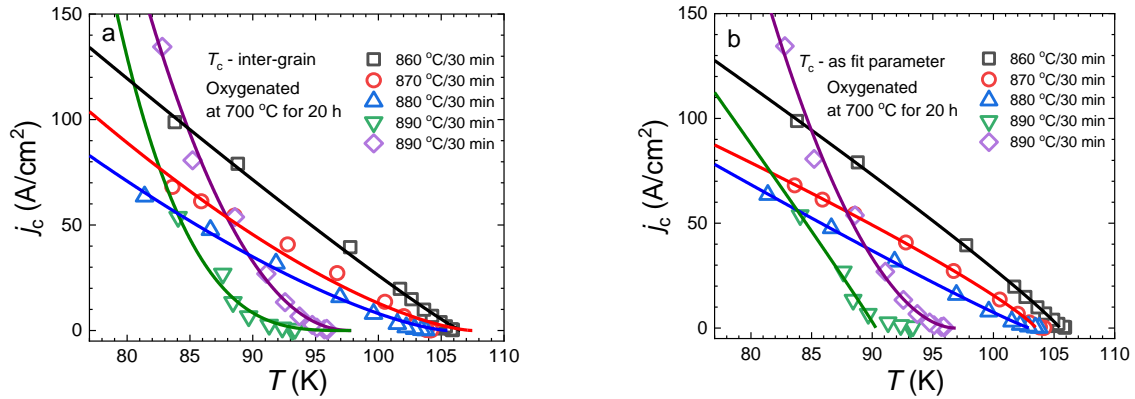 a
T_c - inter-grain
Oxygenated
at 700 °C for 20 h
860 °C/30 min
870 °C/30 min
880 °C/30 min
890 °C/30 min
890 °C/30 min
150
100
50
0
j_c (A/cm²)
80 85 90 95 100 105 110
T (K)
b
T_c - as fit parameter
Oxygenated
at 700 °C for 20 h
860 °C/30 min
870 °C/30 min
880 °C/30 min
890 °C/30 min
890 °C/30 min
150
100
50
0
j_c (A/cm²)
80 85 90 95 100 105 110
T (K)